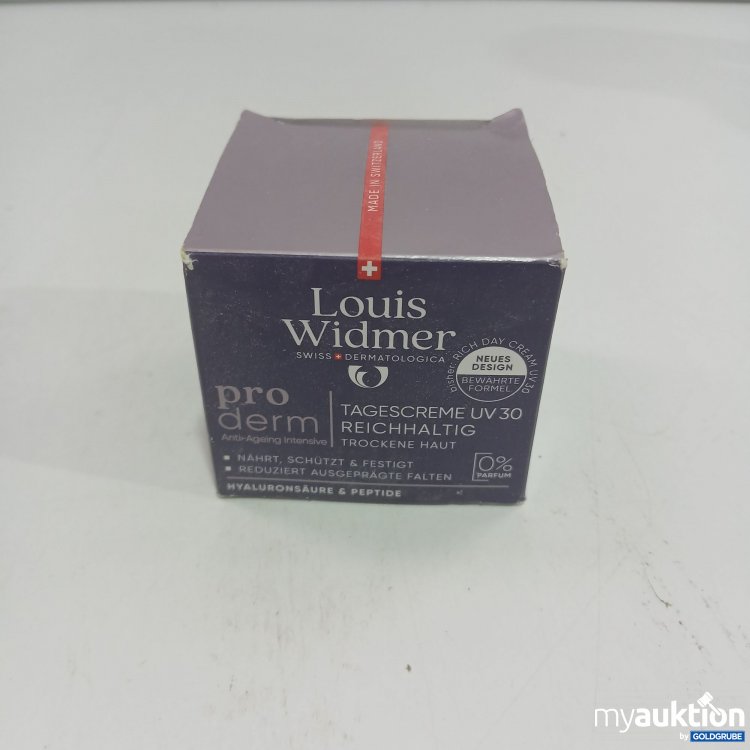 MADE IN SWITZERLAND
Louis
Widmer
SWISS DERMATOLOGICA
bisher: RICH DAY CREAM UV 30
NEUES
DESIGN
BEWÄHRTE
FORMEL
pro
derm
Anti-Ageing Intensive
TAGESCREME UV 30
REICHHALTIG
TROCKENE HAUT
NÄHRT, SCHÜTZT & FESTIGT
REDUZIERT AUSGEPRÄGTE FALTEN
0%
PARFUM
HYALURONSÄURE & PEPTIDE
myauktion
by GOLDGRUBE